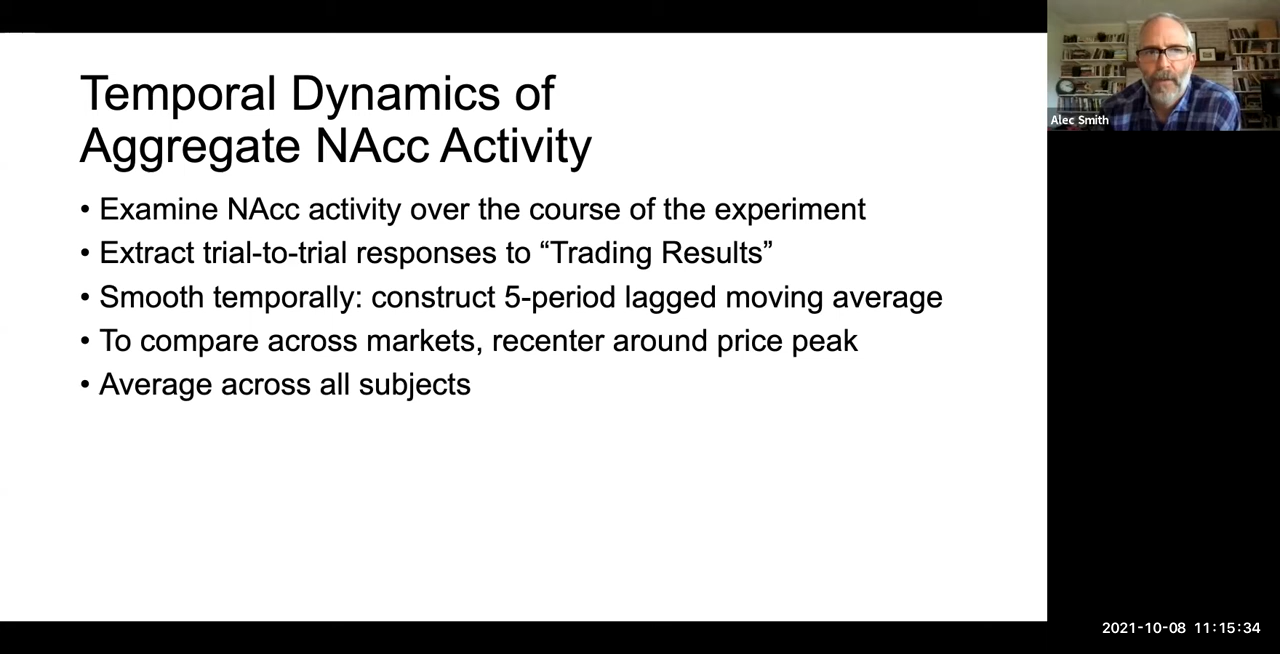 Temporal Dynamics of
Aggregate NAcc Activity
• Examine NAcc activity over the course of the experiment
• Extract trial-to-trial responses to “Trading Results”
• Smooth temporally: construct 5-period lagged moving average
• To compare across markets, recenter around price peak
• Average across all subjects
Alec Smith
2021-10-08 11:15:34